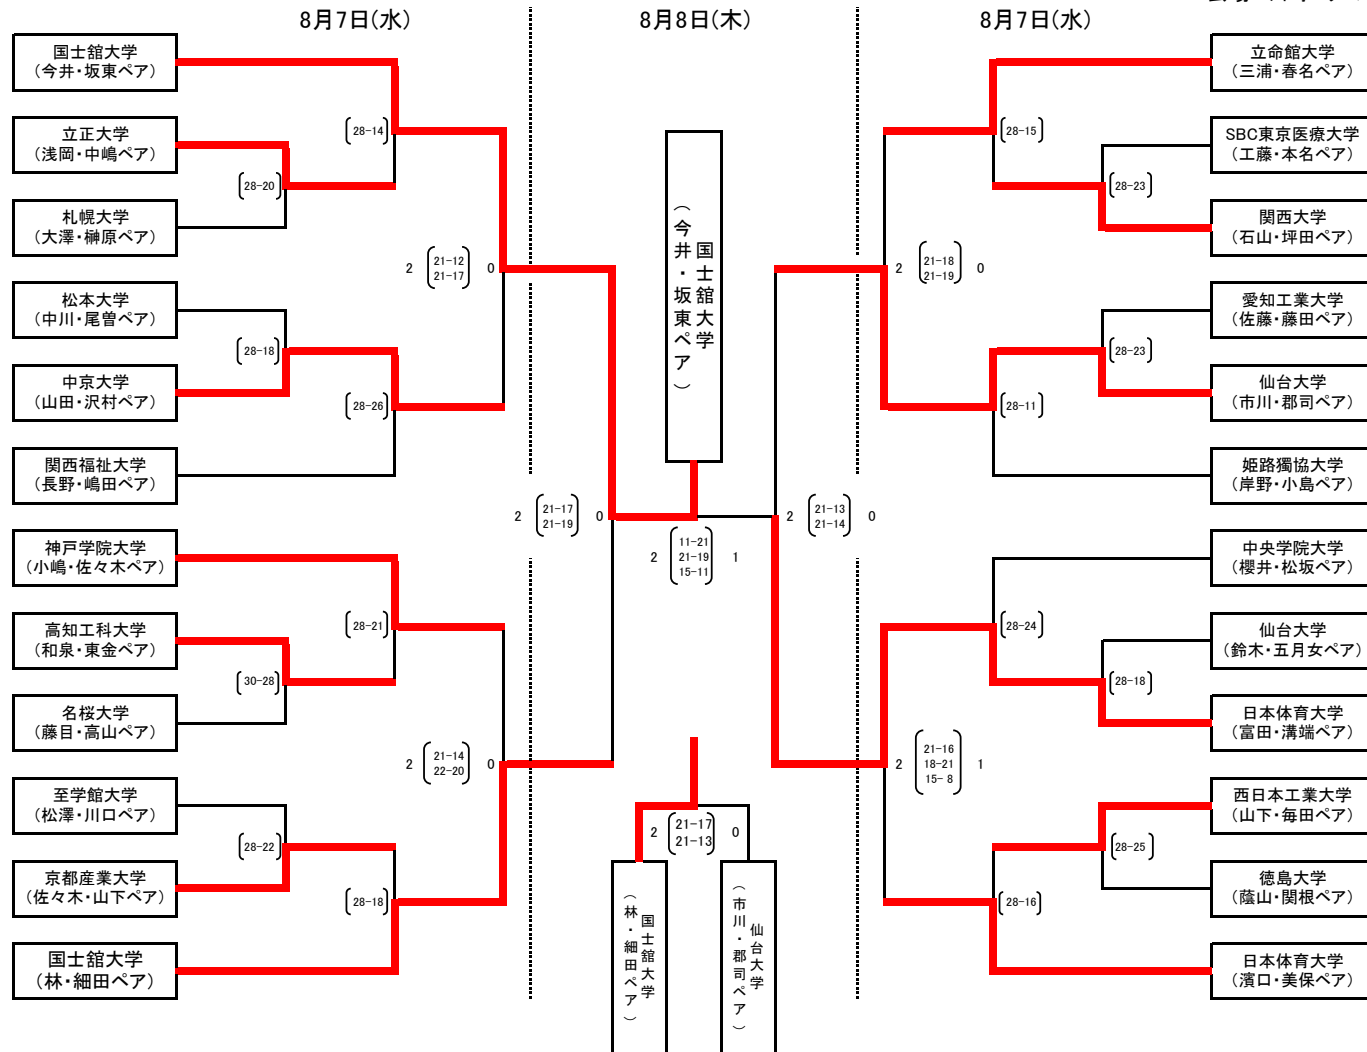 8月7日(水)
8月8日(木)
8月7日(水)
国士舘大学
(今井・坂東ペア)
立正大学
(浅岡・中嶋ペア)
札幌大学
(大澤・榊原ペア)
松本大学
(中川・尾曽ペア)
中京大学
(山田・沢村ペア)
関西福祉大学
(長野・嶋田ペア)
神戸学院大学
(小嶋・佐々木ペア)
高知工科大学
(和泉・東金ペア)
名桜大学
(藤目・高山ペア)
至学館大学
(松澤・川口ペア)
京都産業大学
(佐々木・山下ペア)
国士舘大学
(林・細田ペア)
28-14
28-20
28-18
28-26
28-21
30-28
28-22
28-18
2 21-12 0
21-17
2 21-14 0
22-20
2 21-17 0
21-19
国士舘大学
(今井・坂東ペア)
11-21
2 21-19 1
15-11
2 21-17 0
21-13
国士舘大学
(林・細田ペア)
仙台大学
(市川・郡司ペア)
2 21-13 0
21-14
2 21-18 0
21-19
21-16
2 18-21 1
15- 8
28-15
28-23
28-23
28-11
28-24
28-18
28-25
28-16
立命館大学
(三浦・春名ペア)
SBC東京医療大学
(工藤・本名ペア)
関西大学
(石山・坪田ペア)
愛知工業大学
(佐藤・藤田ペア)
仙台大学
(市川・郡司ペア)
姫路獨協大学
(岸野・小島ペア)
中央学院大学
(櫻井・松坂ペア)
仙台大学
(鈴木・五月女ペア)
日本体育大学
(富田・溝端ペア)
西日本工業大学
(山下・毎田ペア)
徳島大学
(蔭山・関根ペア)
日本体育大学
(濱口・美保ペア)